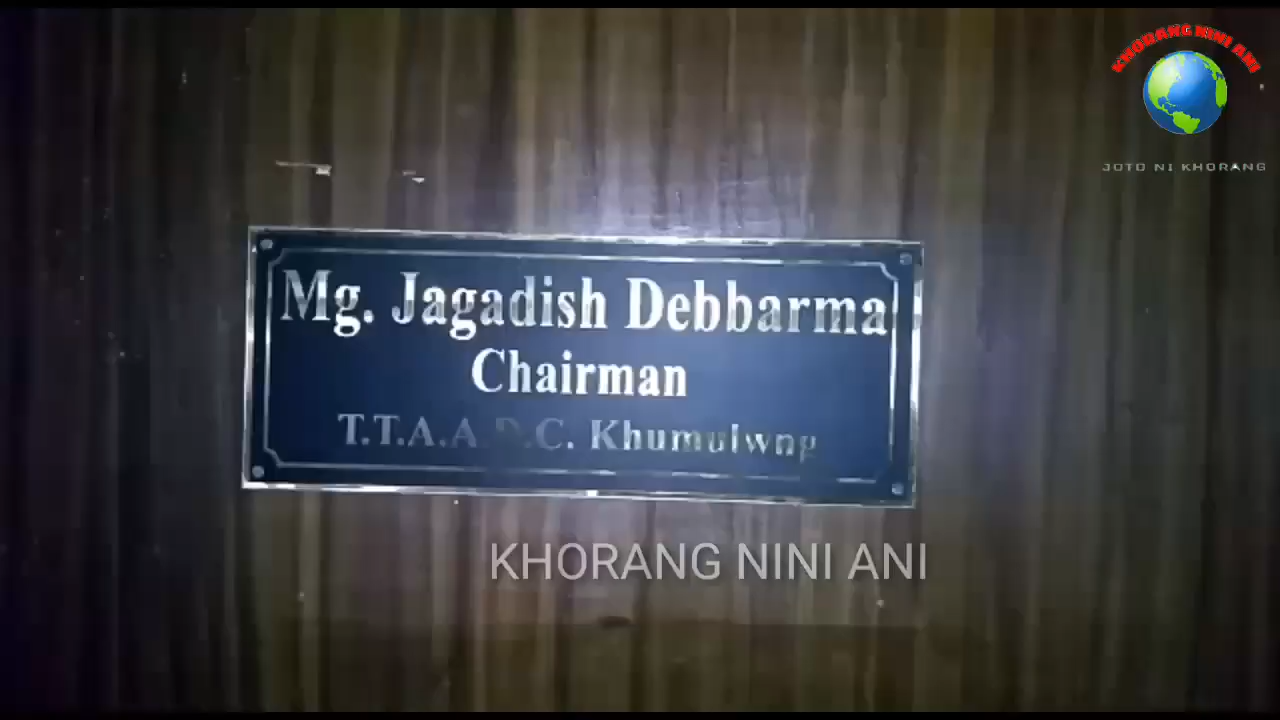 KHORANG NINI ANI
JOTO NI KHORANG
Mg. Jagadish Debbarma
Chairman
T.T.A.A.D.C. Khumulwng
KHORANG NINI ANI